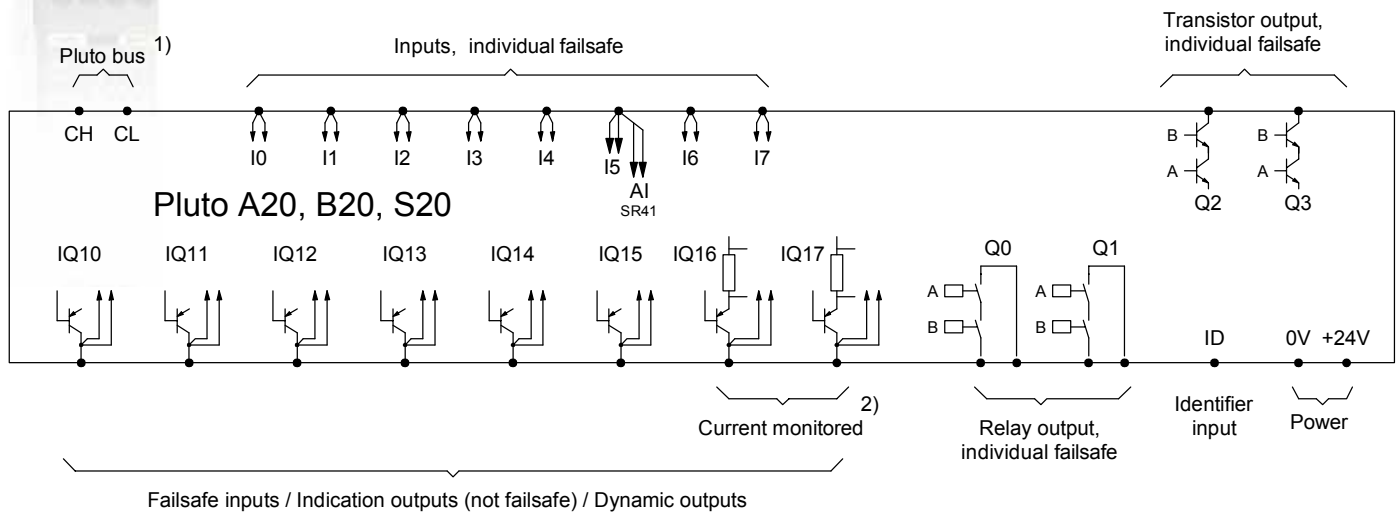 Transistor output,
individual failsafe
Pluto bus 1)
Inputs, individual failsafe
CH CL
I0 I1 I2 I3 I4 I5 I6 I7
AI
SR41
B B
A A
Q2 Q3
Pluto A20, B20, S20
IQ10 IQ11 IQ12 IQ13 IQ14 IQ15 IQ16 IQ17 Q0 Q1
A A
B B
ID 0V +24V
Current monitored 2)
Relay output,
individual failsafe
Identifier
input
Power
Failsafe inputs / Indication outputs (not failsafe) / Dynamic outputs